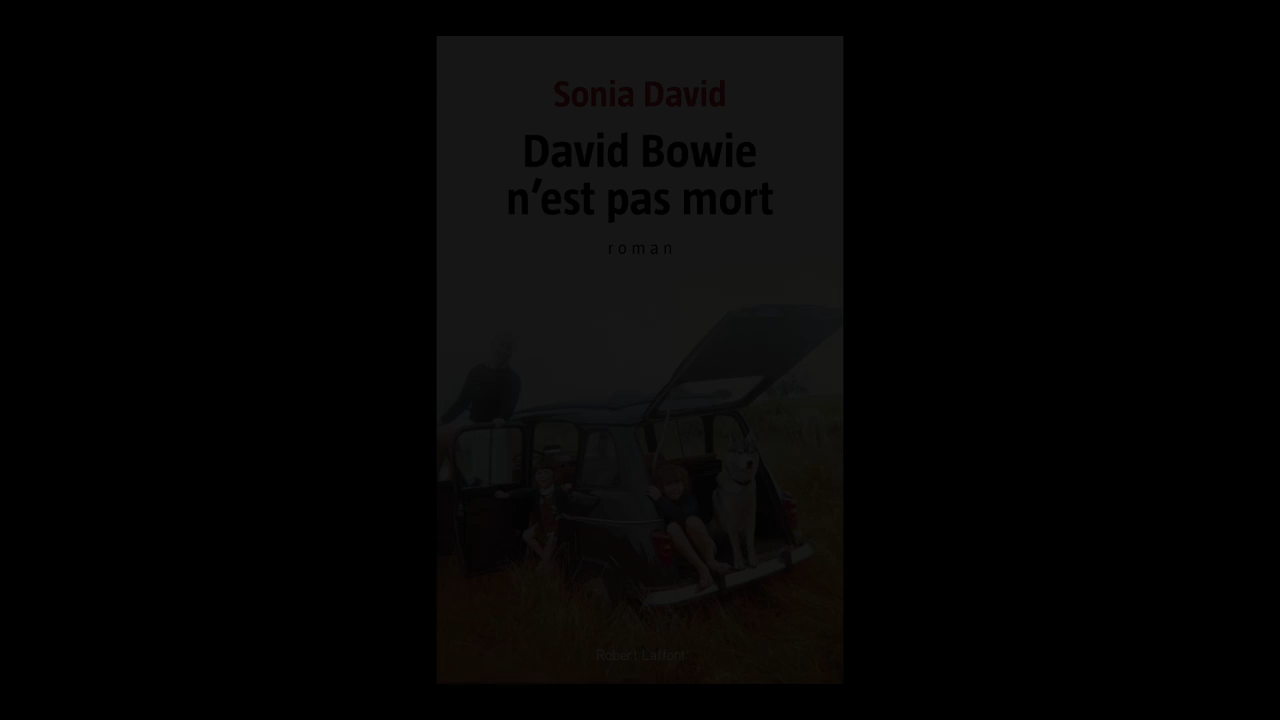 Sonia David
David Bowie
n'est pas mort
roman
Robert Laffont